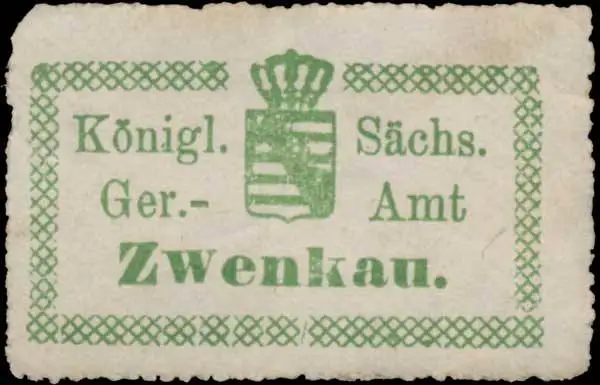 Königl. Sächs.
Ger.- Amt
Zwenkau.